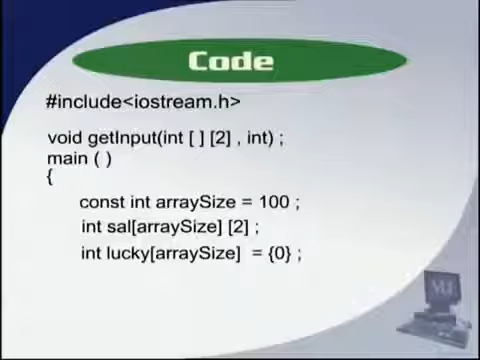 Code
#include<iostream.h>
void getInput(int [ ] [2] , int) ;
main ( )
{
const int arraySize = 100 ;
int sal[arraySize] [2] ;
int lucky[arraySize]  = {0} ;